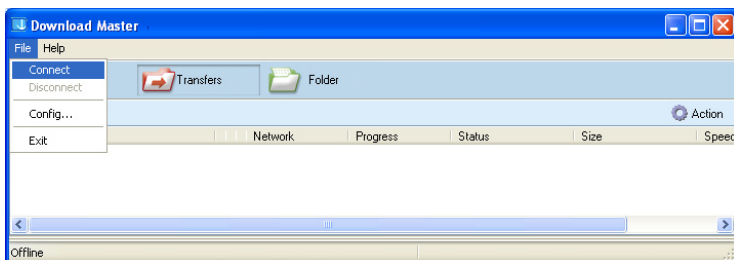 Download Master
File Help
Connect
Disconnect
Transfers
Folder
Config...
Action
Exit
Network Progress Status Size Speed
Offline